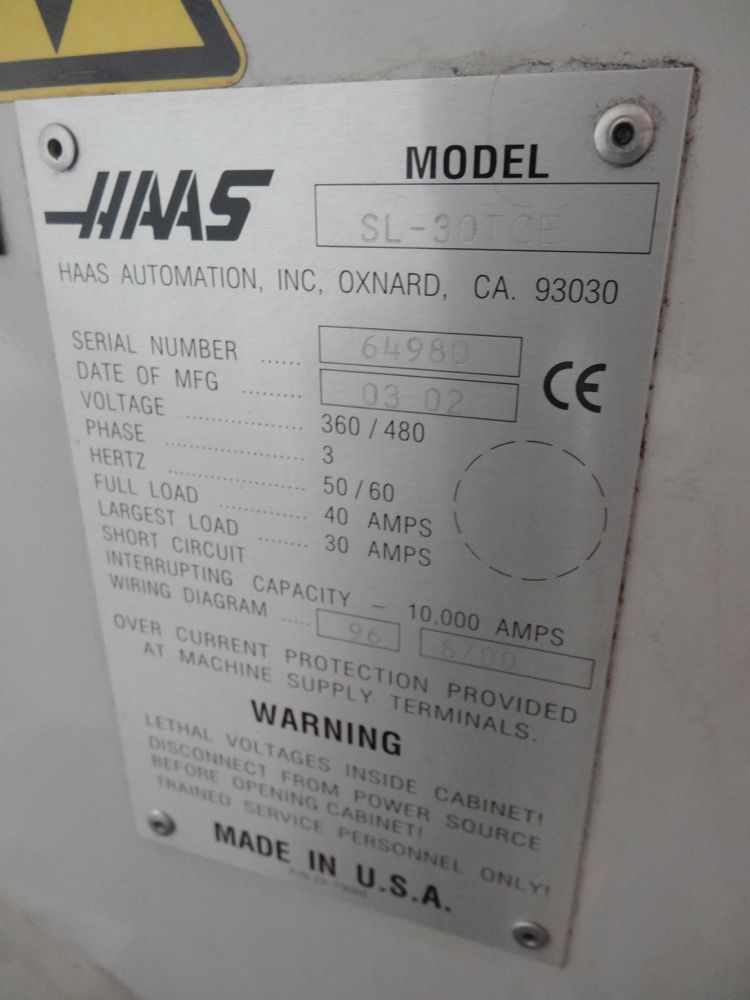 HAAS
MODEL
SL-30TCE
HAAS AUTOMATION, INC, OXNARD, CA. 93030
SERIAL NUMBER ...... 64980
CE
DATE OF MFG ......... 03 02
VOLTAGE .................. 360 / 480
PHASE ..................... 3
HERTZ ..................... 50 / 60
FULL LOAD ............. 40 AMPS
LARGEST LOAD ....... 30 AMPS
SHORT CIRCUIT
INTERRUPTING CAPACITY – 10,000 AMPS
WIRING DIAGRAM ..... 96 8700
OVER CURRENT PROTECTION PROVIDED
AT MACHINE SUPPLY TERMINALS.
WARNING
LETHAL VOLTAGES INSIDE CABINET!
DISCONNECT FROM POWER SOURCE
BEFORE OPENING CABINET!
TRAINED SERVICE PERSONNEL ONLY!
MADE IN U.S.A.